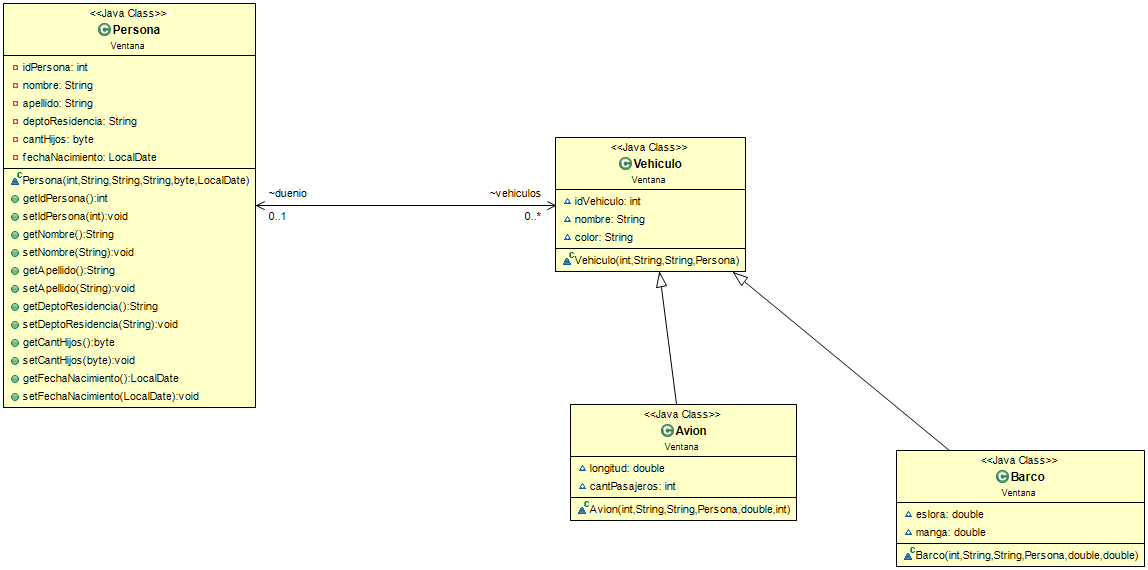 <<Java Class>>
Persona
Ventana
idPersona: int
nombre: String
apellido: String
deptoResidencia: String
cantHijos: byte
fechaNacimiento: LocalDate
Persona(int,String,String,String,byte,LocalDate)
getIdPersona():int
setIdPersona(int):void
getNombre():String
setNombre(String):void
getApellido():String
setApellido(String):void
getDeptoResidencia():String
setDeptoResidencia(String):void
getCantHijos():byte
setCantHijos(byte):void
getFechaNacimiento():LocalDate
setFechaNacimiento(LocalDate):void
~duenio
0..1
~vehiculos
0..*
<<Java Class>>
Vehiculo
Ventana
idVehiculo: int
nombre: String
color: String
Vehiculo(int,String,String,Persona)
<<Java Class>>
Avion
Ventana
longitud: double
cantPasajeros: int
Avion(int,String,String,Persona,double,int)
<<Java Class>>
Barco
Ventana
eslora: double
manga: double
Barco(int,String,String,Persona,double,double)